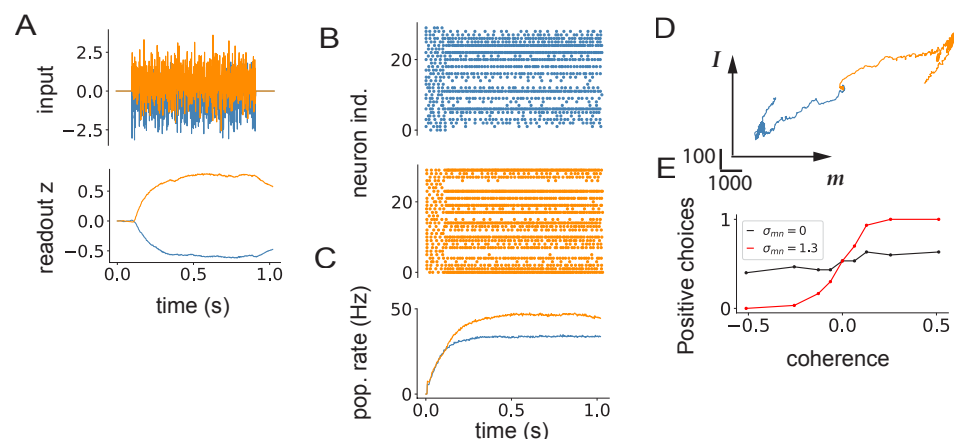 A
input
2.5
0.0
−2.5
readout z
0.5
0.0
−0.5
0.0
0.5
1.0
time (s)
B
neuron ind.
20
0
20
0
C
pop. rate (Hz)
50
0
0.0
0.5
1.0
time (s)
D
I
m
100
1000
E
Positive choices
1
0
σmn = 0
σmn = 1.3
−0.5
0.0
0.5
coherence